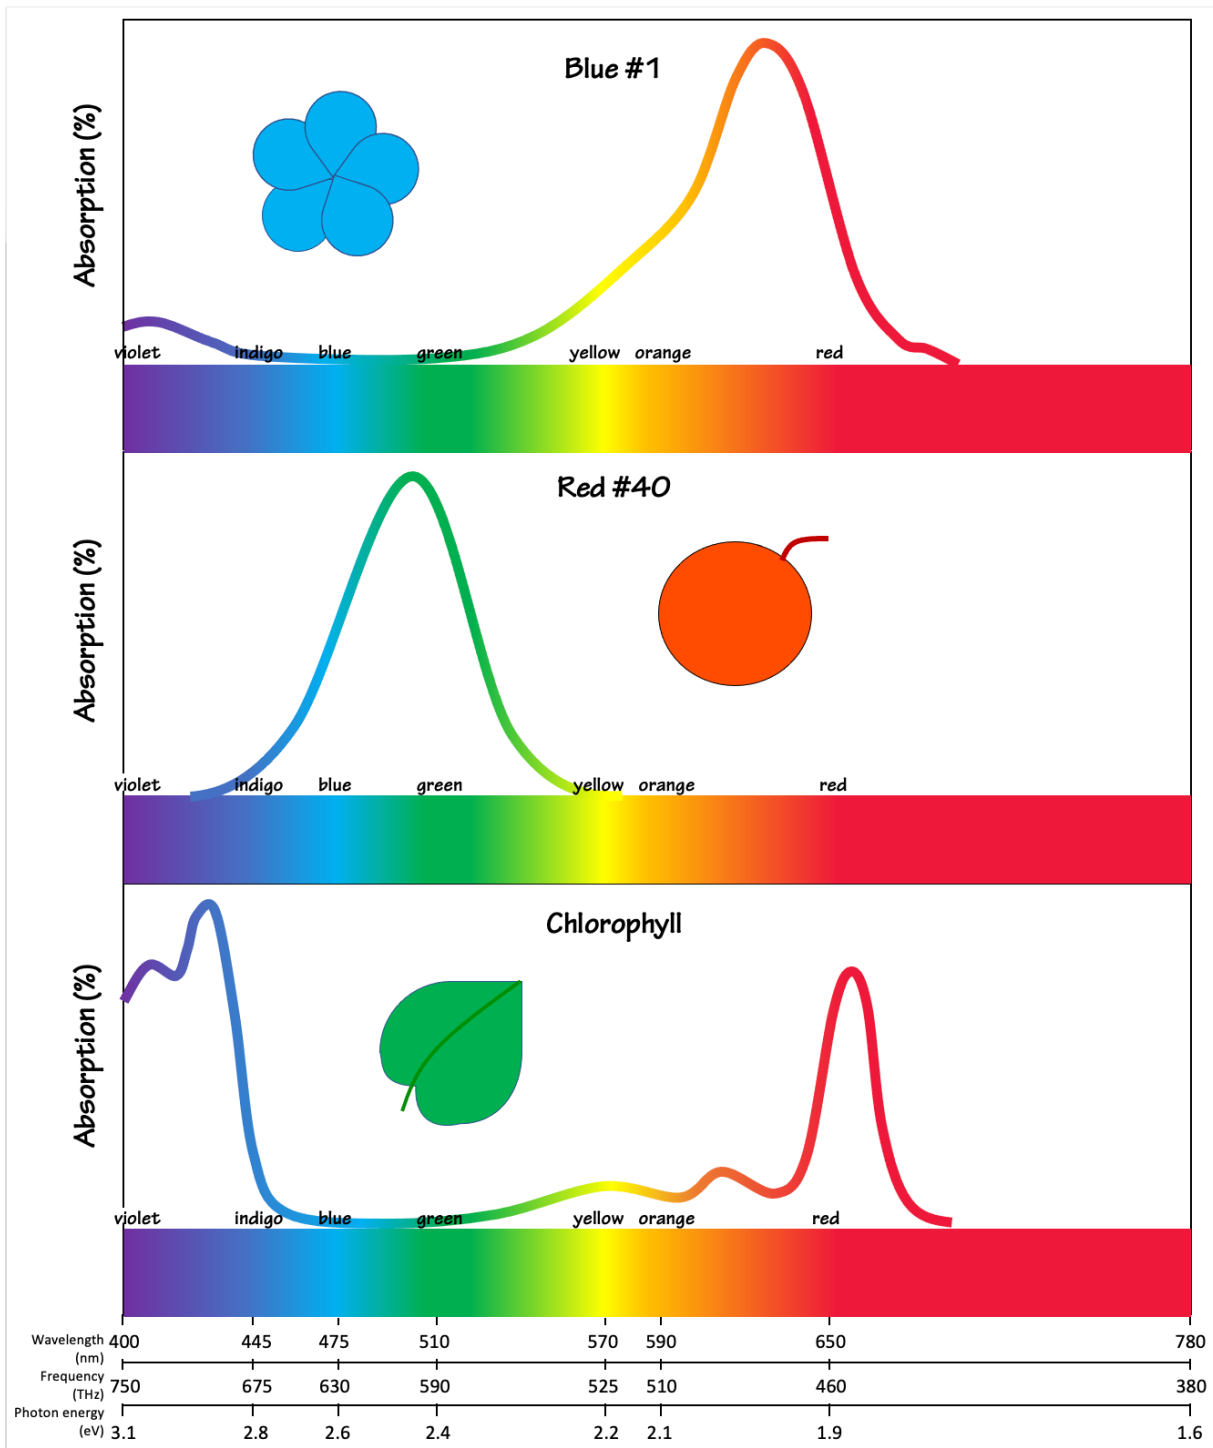 Blue #1
Absorption (%)
violet indigo blue green yellow orange red
Red #40
Absorption (%)
violet indigo blue green yellow orange red
Chlorophyll
Absorption (%)
violet indigo blue green yellow orange red
Wavelength (nm) 400 445 475 510 570 590 650 780
Frequency (THz) 750 675 630 590 525 510 460 380
Photon energy (eV) 3.1 2.8 2.6 2.4 2.2 2.1 1.9 1.6